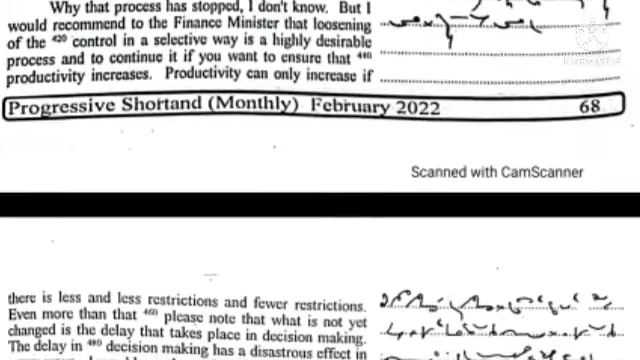 Why that process has stopped, I don't know. But I
would recommend to the Finance Minister that loosening
of the 420 control in a selective way is a highly desirable
process and to continue it if you want to ensure that 440
productivity increases. Productivity can only increase if
Progressive Shortand (Monthly) February 2022 68
Scanned with CamScanner
there is less and less restrictions and fewer restrictions.
Even more than that 460 please note that what is not yet
changed is the delay that takes place in decision making.
The delay in 480 decision making has a disastrous effect in